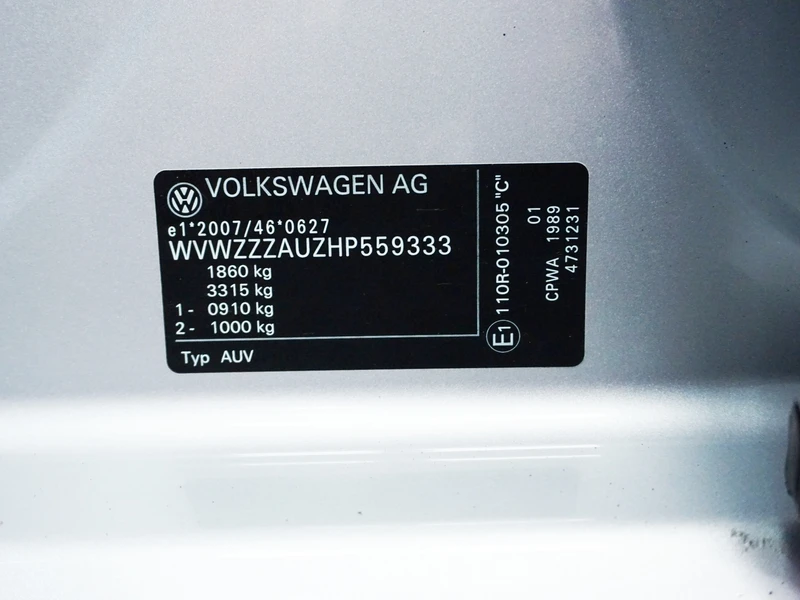 VOLKSWAGEN AG
e1*2007/46*0627
WVWZZZAUZHP559333
1860 kg
3315 kg
1- 0910 kg
2- 1000 kg
Typ AUV
E1 110R-010305 "C"
01
CPWA 1989
4731231